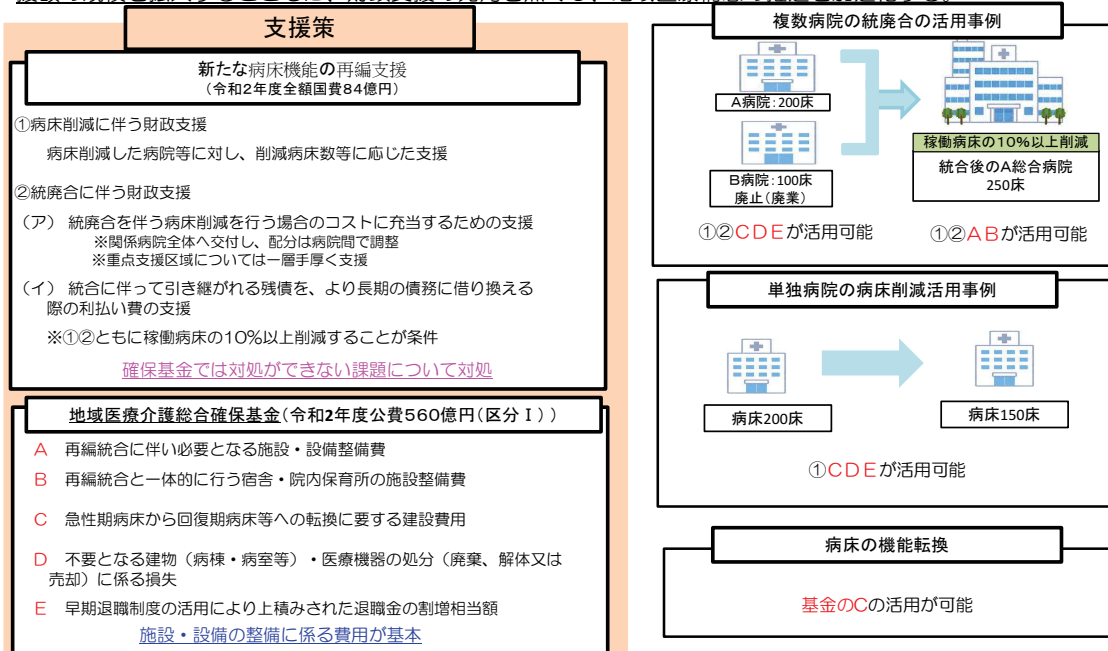 支援策
新たな病床機能の再編支援
(令和2年度全額国費84億円)
①病床削減に伴う財政支援
病床削減した病院等に対し、削減病床数等に応じた支援
②統廃合に伴う財政支援
(ア) 統廃合を伴う病床削減を行う場合のコストに充当するための支援
※関係病院全体へ交付し、配分は病院間で調整
※重点支援区域については一層手厚く支援
(イ) 統合に伴って引き継がれる残債を、より長期の債務に借り換える
際の利払い費の支援
※①②ともに稼働病床の10%以上削減することが条件
確保基金では対処ができない課題について対処
地域医療介護総合確保基金(令和2年度公費560億円(区分Ⅰ))
A 再編統合に伴い必要となる施設・設備整備費
B 再編統合と一体的に行う宿舎・院内保育所の施設整備費
C 急性期病床から回復期病床等への転換に要する建設費用
D 不要となる建物(病棟・病室等)・医療機器の処分(廃棄、解体又は
売却)に係る損失
E 早期退職制度の活用により上積みされた退職金の割増相当額
施設・設備の整備に係る費用が基本
複数病院の統廃合の活用事例
A病院:200床
B病院:100床
廃止(廃業)
①②CDEが活用可能
稼働病床の10%以上削減
統合後のA総合病院
250床
①②ABが活用可能
単独病院の病床削減活用事例
病床200床
病床150床
①CDEが活用可能
病床の機能転換
基金のCの活用が可能